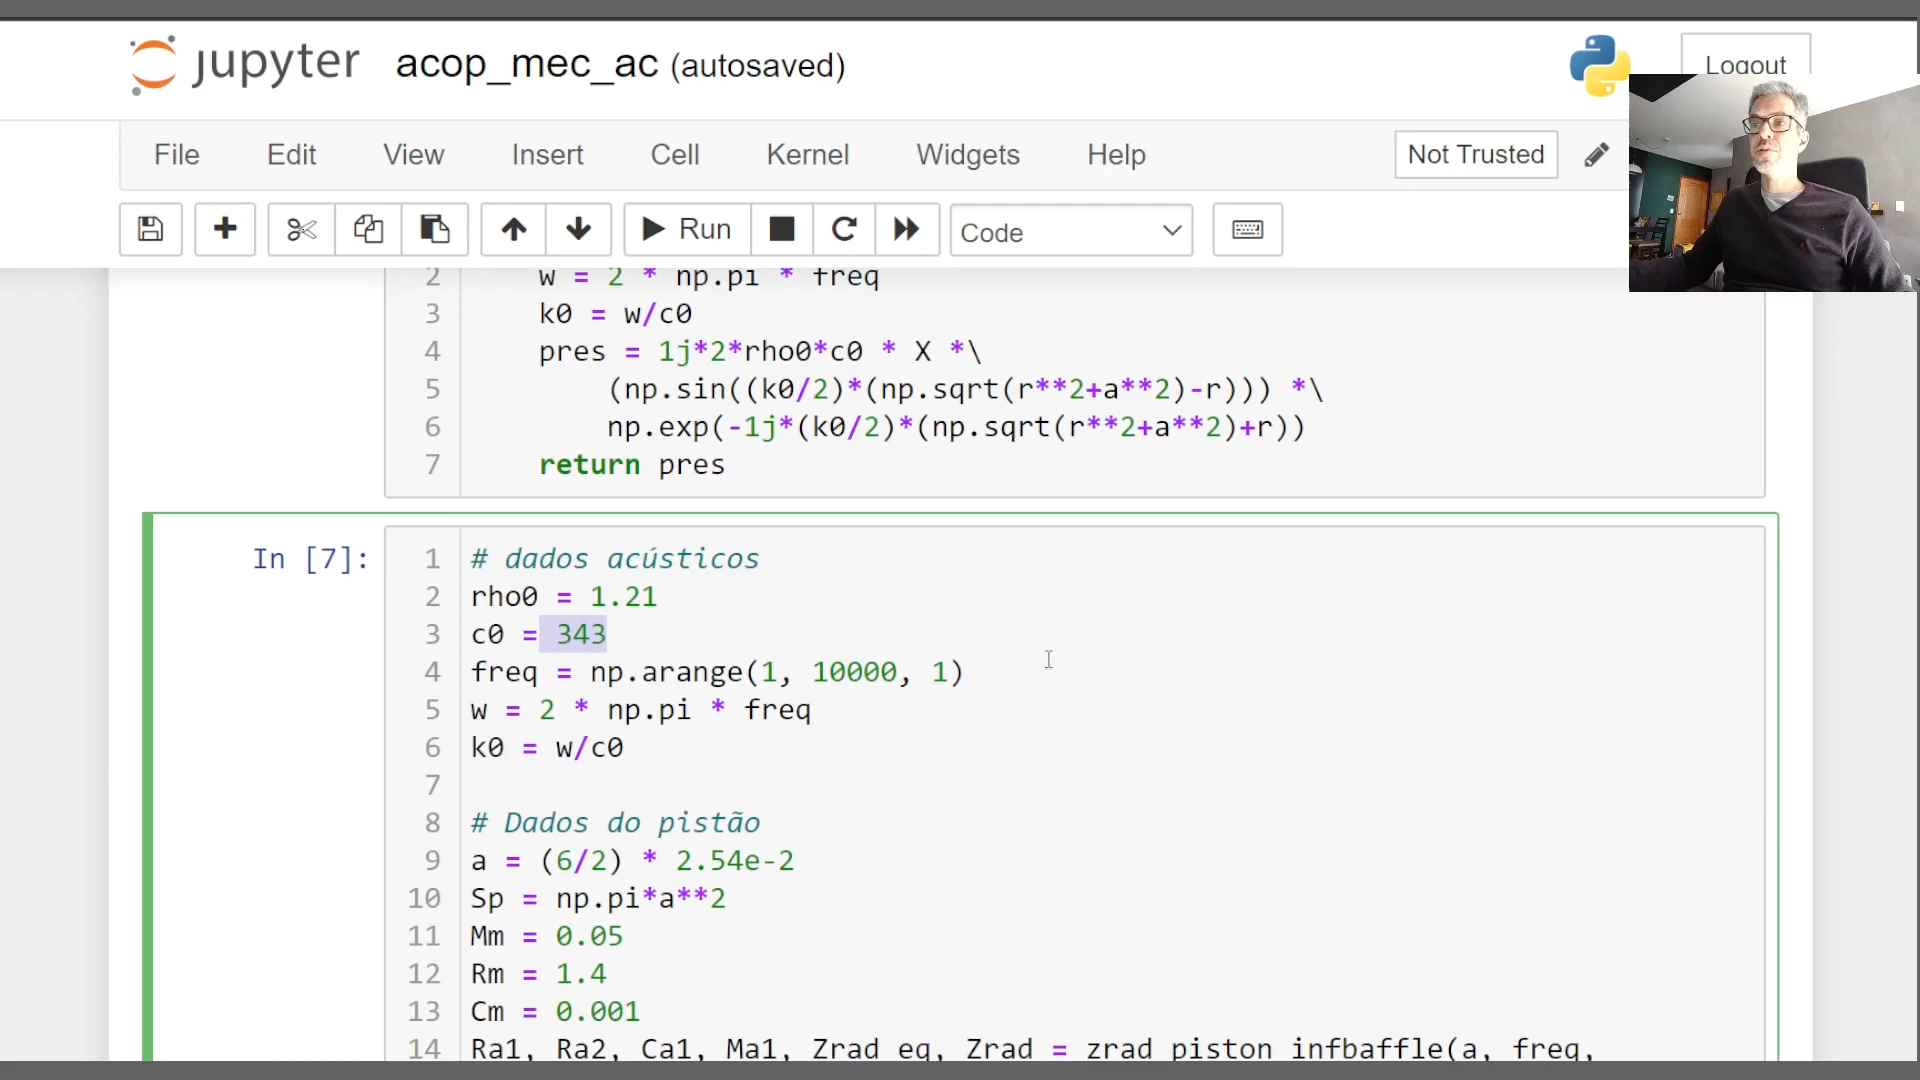 jupyter acop_mec_ac (autosaved)
Logout
File Edit View Insert Cell Kernel Widgets Help Not Trusted
Run Code
2 w = 2 * np.pi * freq
3 k0 = w/c0
4 pres = 1j*2*rho0*c0 * X *\
5 (np.sin((k0/2)*(np.sqrt(r**2+a**2)-r))) *\
6 np.exp(-1j*(k0/2)*(np.sqrt(r**2+a**2)+r))
7 return pres
In [7]:
1 # dados acústicos
2 rho0 = 1.21
3 c0 = 343
4 freq = np.arange(1, 10000, 1)
5 w = 2 * np.pi * freq
6 k0 = w/c0
7
8 # Dados do pistão
9 a = (6/2) * 2.54e-2
10 Sp = np.pi*a**2
11 Mm = 0.05
12 Rm = 1.4
13 Cm = 0.001
14 Ra1, Ra2, Ca1, Ma1, Zrad_eq, Zrad = zrad_piston_infbaffle(a, freq,